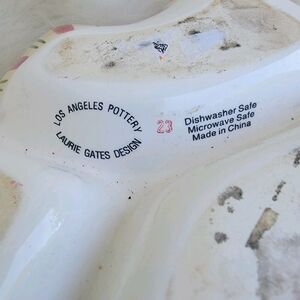 LOS ANGELES POTTERY
LAURIE GATES DESIGN
23
Dishwasher Safe
Microwave Safe
Made in China